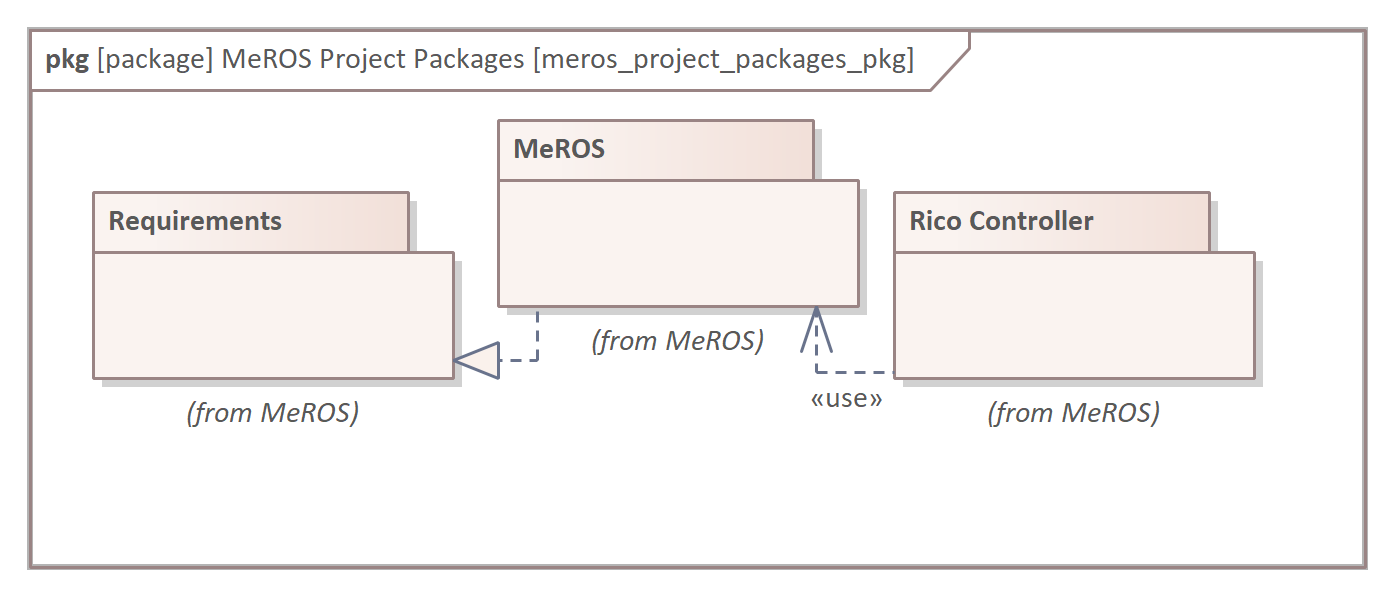 pkg [package] MeROS Project Packages [meros_project_packages_pkg]
MeROS
Requirements
Rico Controller
(from MeROS)
«use»
(from MeROS)
(from MeROS)